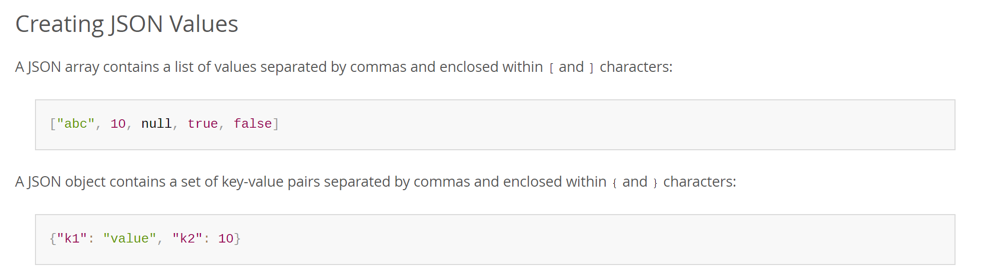 Creating JSON Values
A JSON array contains a list of values separated by commas and enclosed within [ and ] characters:
["abc", 10, null, true, false]
A JSON object contains a set of key-value pairs separated by commas and enclosed within { and } characters:
{"k1": "value", "k2": 10}